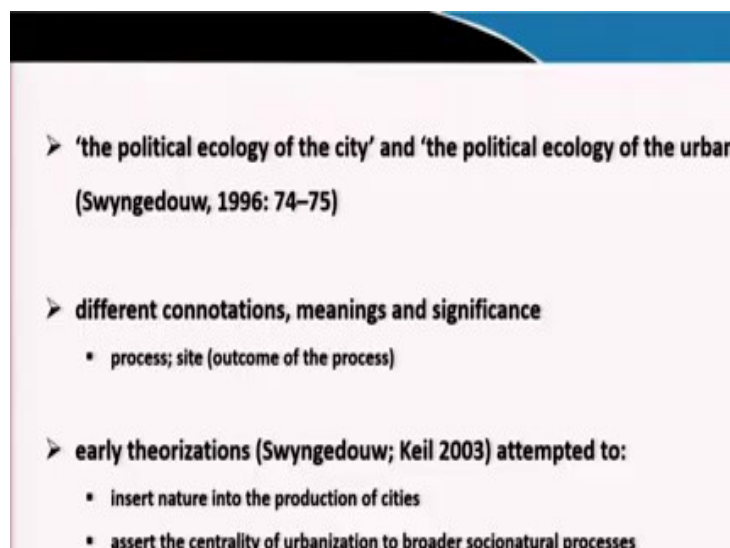 ➤ ‘the political ecology of the city’ and ‘the political ecology of the urban
(Swyngedouw, 1996: 74–75)
➤ different connotations, meanings and significance
▪ process; site (outcome of the process)
➤ early theorizations (Swyngedouw; Keil 2003) attempted to:
▪ insert nature into the production of cities
▪ assert the centrality of urbanization to broader socionatural processes